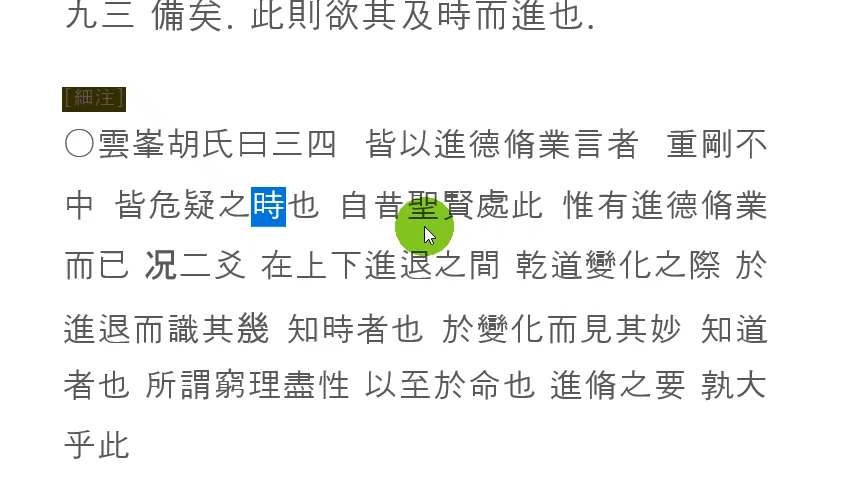 九三 備矣. 此則欲其及時而進也.
[細注]
〇雲峯胡氏曰三四 皆以進德脩業言者 重剛不
中 皆危疑之時也 自昔聖賢處此 惟有進德脩業
而已 况二爻 在上下進退之間 乾道變化之際 於
進退而識其幾 知時者也 於變化而見其妙 知道
者也 所謂窮理盡性 以至於命也 進脩之要 孰大
乎此